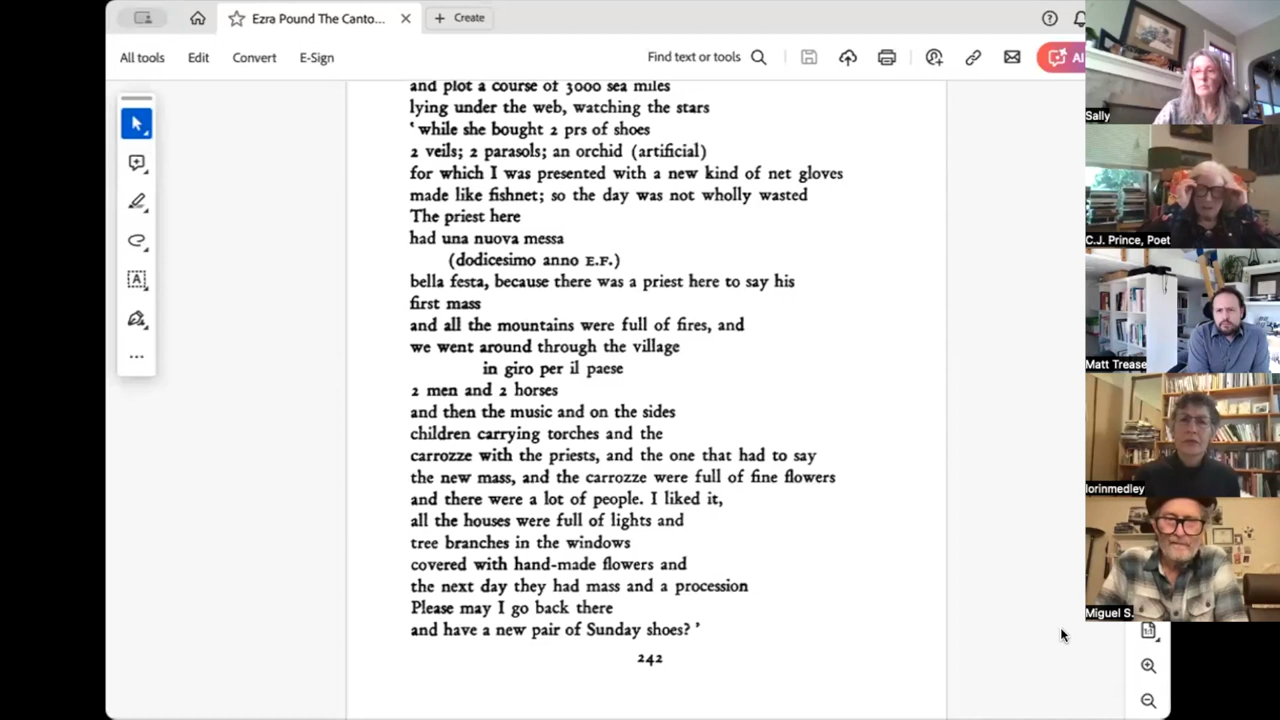 Ezra Pound The Canto...
Create
All tools
Edit
Convert
E-Sign
Find text or tools
AI
and plot a course of 3000 sea miles
lying under the web, watching the stars
‘while she bought 2 prs of shoes
2 veils; 2 parasols; an orchid (artificial)
for which I was presented with a new kind of net gloves
made like fishnet; so the day was not wholly wasted
The priest here
had una nuova messa
(dodicesimo anno E.F.)
bella festa, because there was a priest here to say his
first mass
and all the mountains were full of fires, and
we went around through the village
in giro per il paese
2 men and 2 horses
and then the music and on the sides
children carrying torches and the
carrozze with the priests, and the one that had to say
the new mass, and the carrozze were full of fine flowers
and there were a lot of people. I liked it,
all the houses were full of lights and
tree branches in the windows
covered with hand-made flowers and
the next day they had mass and a procession
Please may I go back there
and have a new pair of Sunday shoes?’
242
Sally
C.J. Prince, Poet
Matt Trease
lorinmedley
Miguel S.